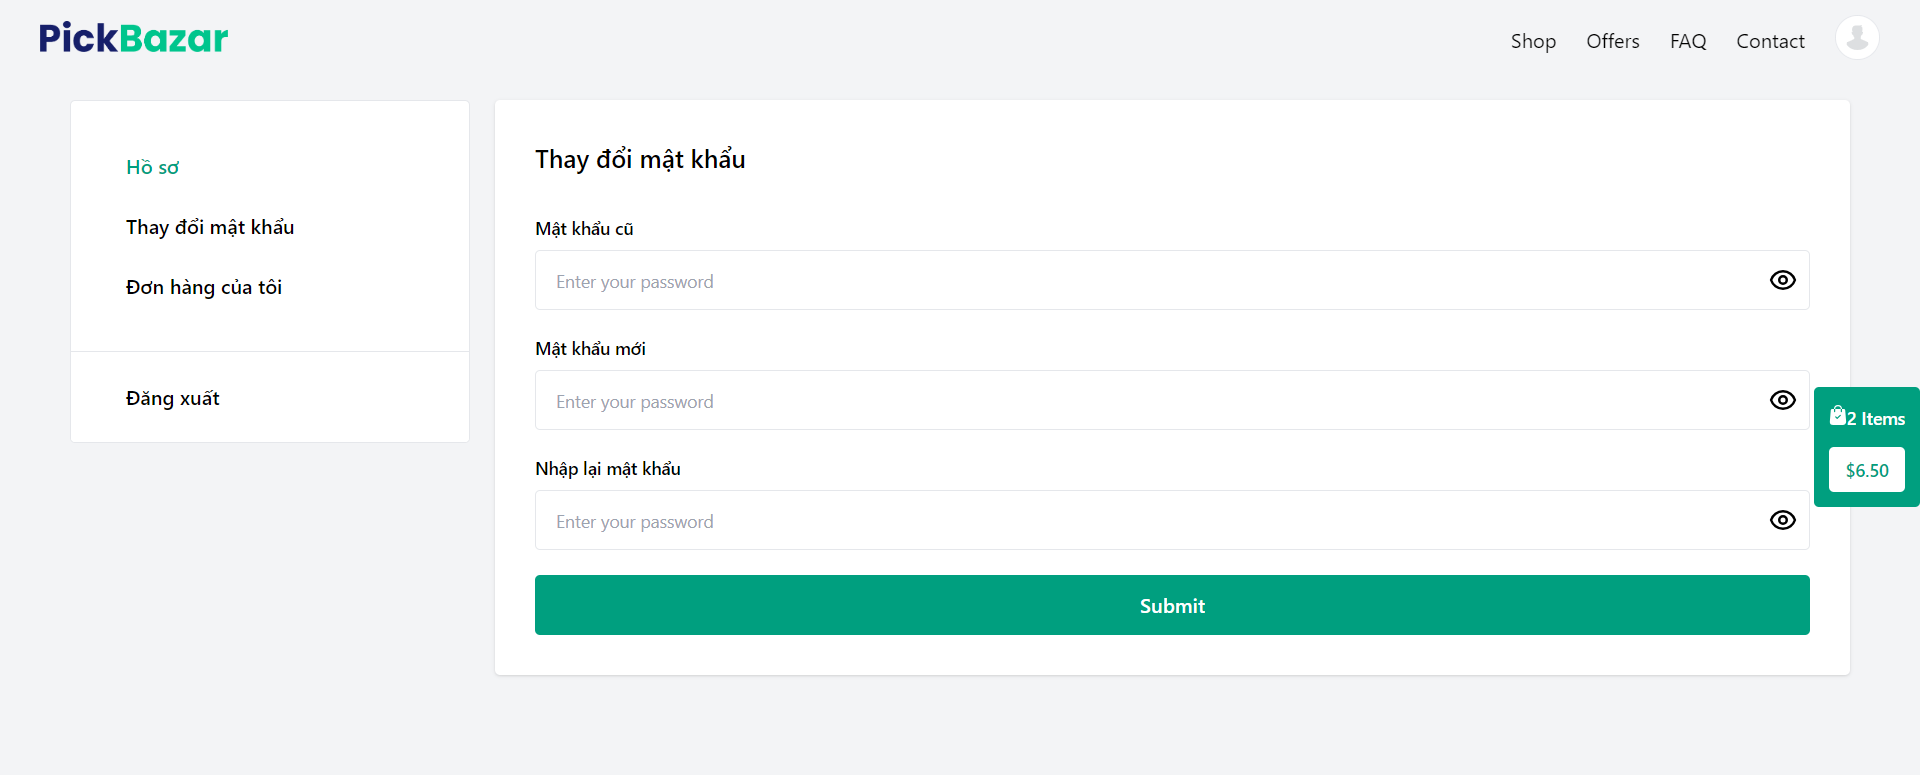 PickBazar
Shop Offers FAQ Contact
Hồ sơ
Thay đổi mật khẩu
Đơn hàng của tôi
Đăng xuất
Thay đổi mật khẩu
Mật khẩu cũ
Enter your password
Mật khẩu mới
Enter your password
Nhập lại mật khẩu
Enter your password
Submit
2 Items
$6.50